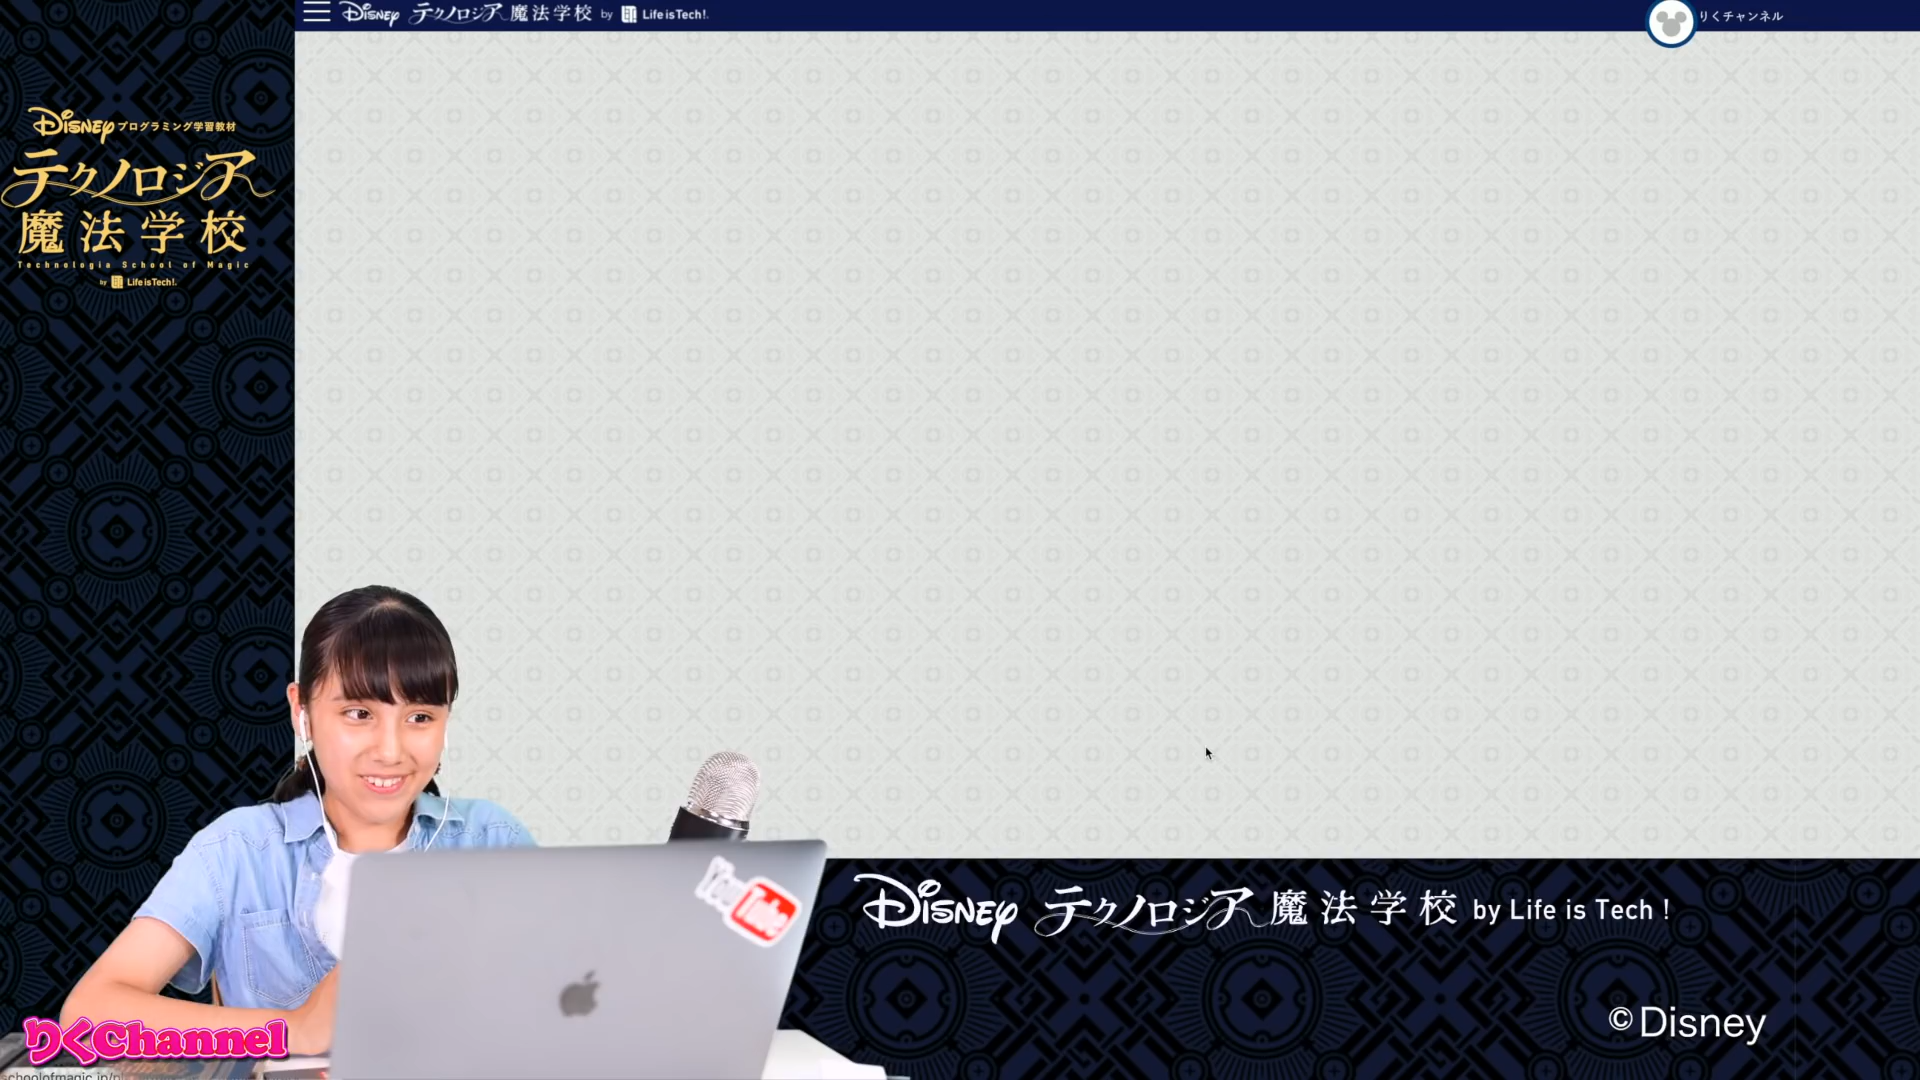 Disney テクノロジア 魔法学校 by Life is Tech!.
りくチャンネル
Disney プログラミング学習教材
テクノロジア
魔法学校
Technologia School of Magic
by Life is Tech!.
You Tube
Disney テクノロジア 魔法学校 by Life is Tech !
©Disney
りくChannel
schoolofmagic.jp/